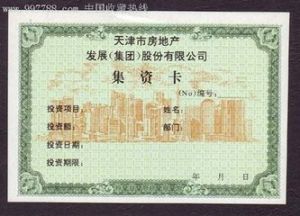 www.997788.com 中国收藏热线
天津市房地产
发展(集团)股份有限公司
集资卡
(No)编号:
投资项目: 姓名:
投资额: 部门:
投资日期:
投资期限:
年 月 日